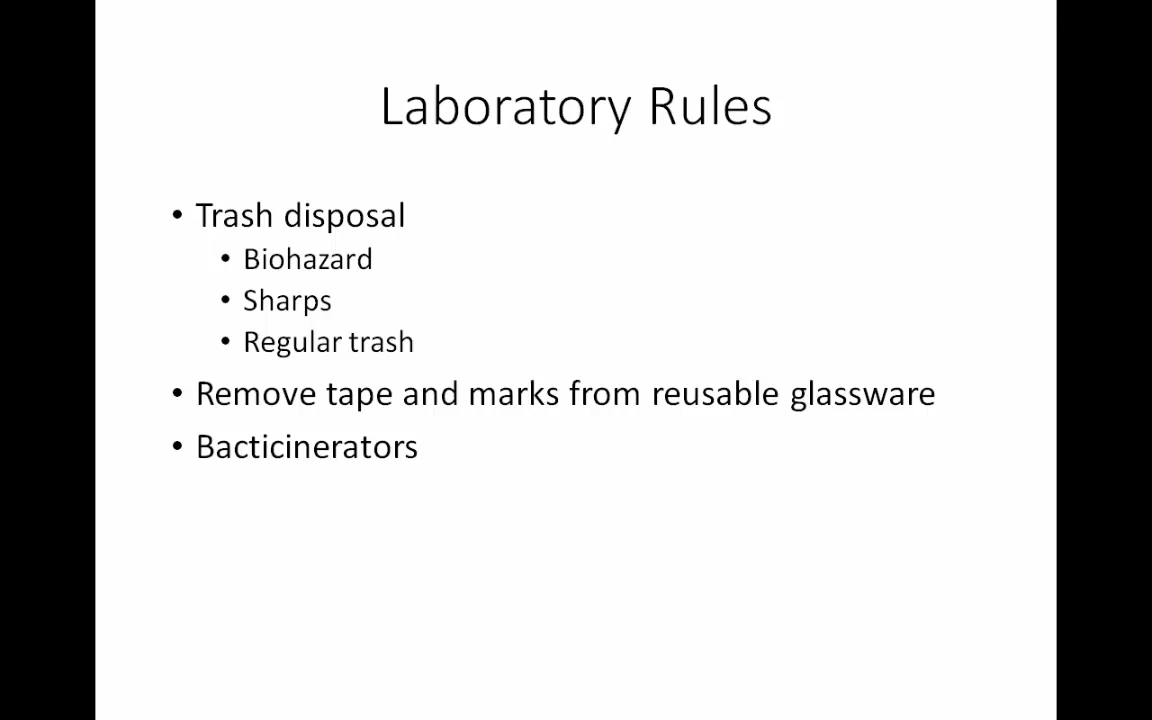 Laboratory Rules
• Trash disposal
• Biohazard
• Sharps
• Regular trash
• Remove tape and marks from reusable glassware
• Bacticinerators